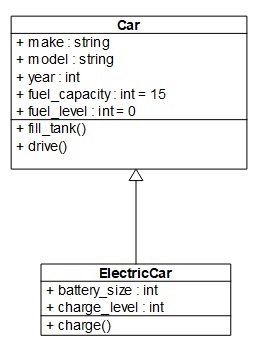 Car
+ make : string
+ model : string
+ year : int
+ fuel_capacity : int = 15
+ fuel_level : int = 0
+ fill_tank()
+ drive()
ElectricCar
+ battery_size : int
+ charge_level : int
+ charge()